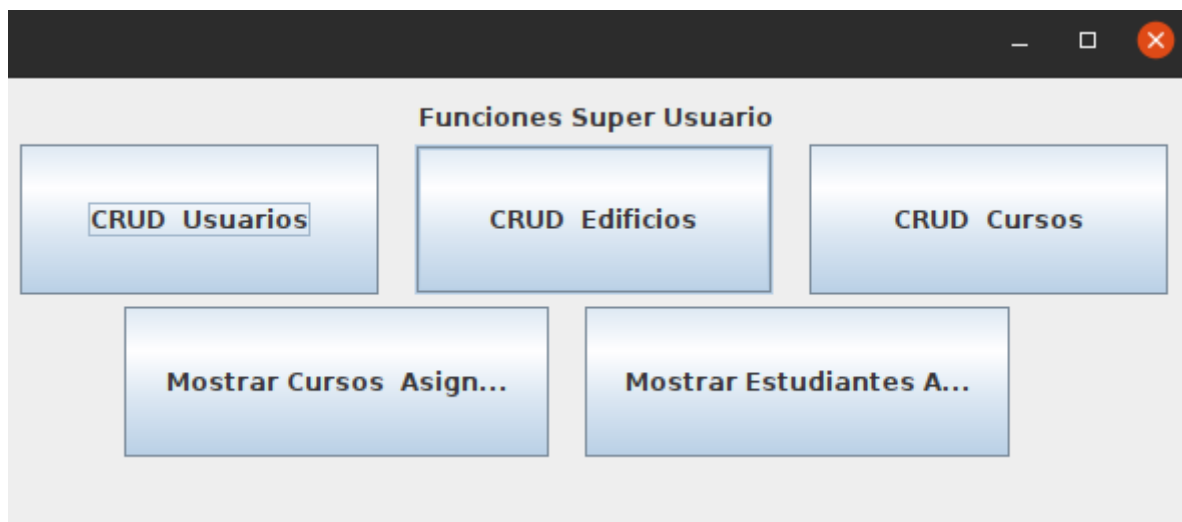 Funciones Super Usuario
CRUD  Usuarios
CRUD  Edificios
CRUD  Cursos
Mostrar Cursos  Asign...
Mostrar Estudiantes A...